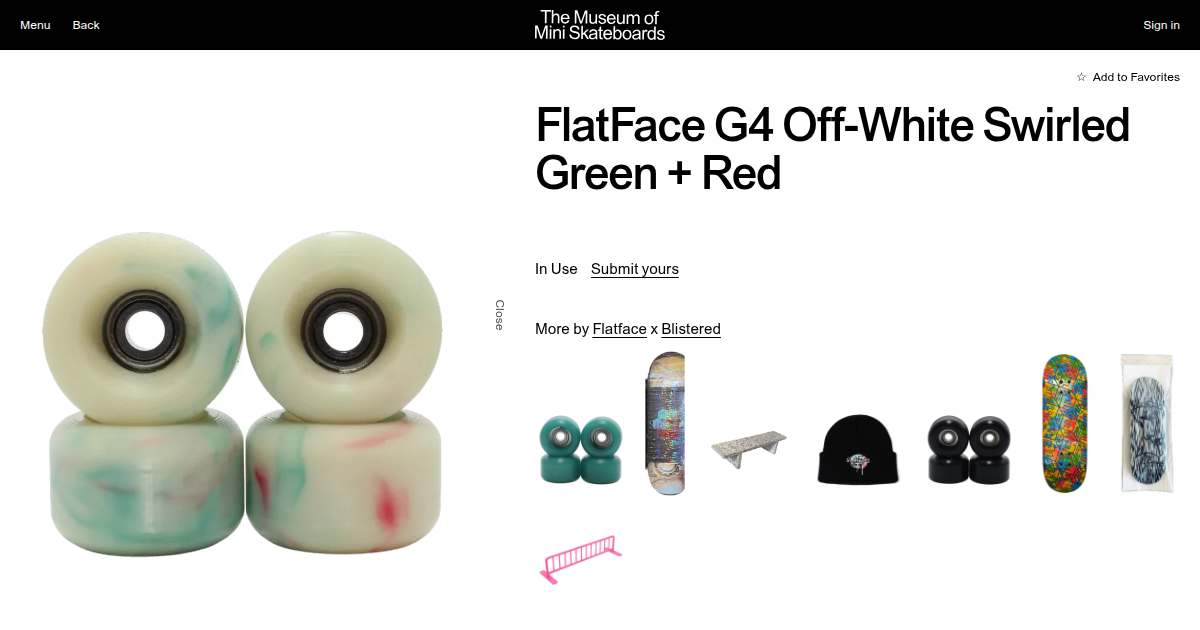 Menu
Back
The Museum of
Mini Skateboards
Sign in
☆ Add to Favorites
FlatFace G4 Off-White Swirled
Green + Red
In Use Submit yours
Close
More by Flatface x Blistered